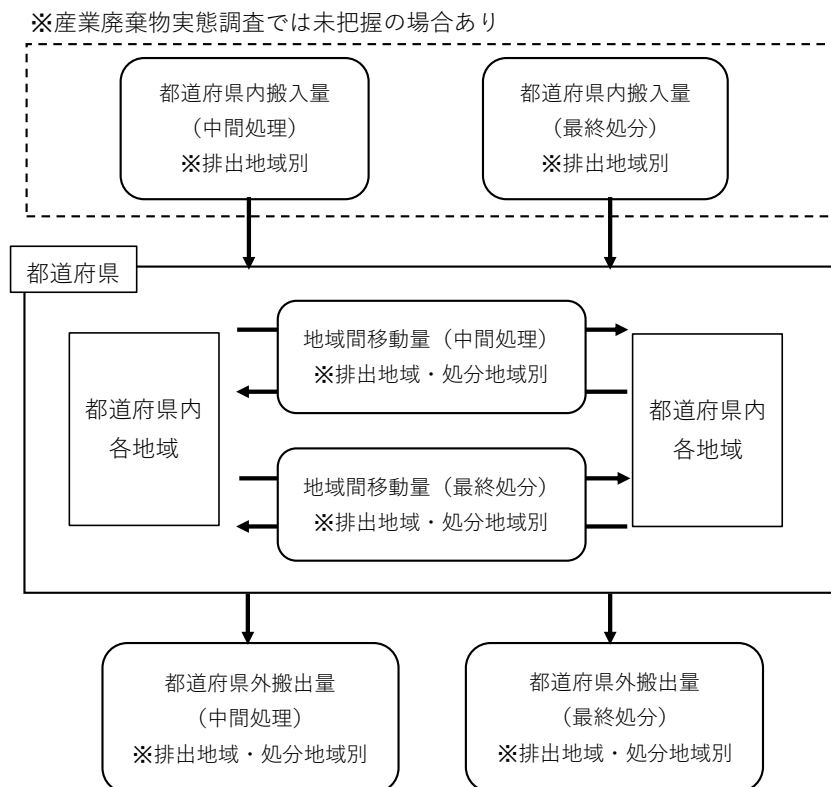 ※産業廃棄物実態調査では未把握の場合あり
都道府県内搬入量
（中間処理）
※排出地域別
都道府県内搬入量
（最終処分）
※排出地域別
都道府県
地域間移動量（中間処理）
※排出地域・処分地域別
都道府県内
各地域
都道府県内
各地域
地域間移動量（最終処分）
※排出地域・処分地域別
都道府県外搬出量
（中間処理）
※排出地域・処分地域別
都道府県外搬出量
（最終処分）
※排出地域・処分地域別